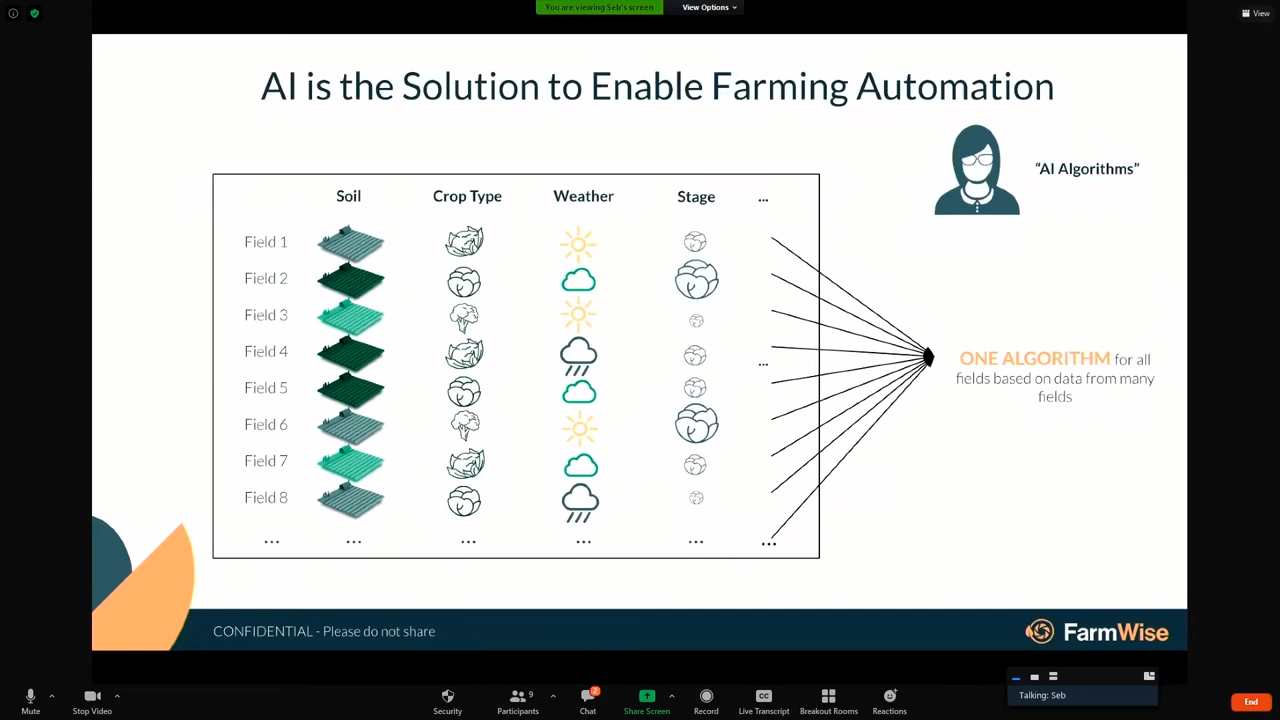 You are viewing Seb's screen
View Options
View
AI is the Solution to Enable Farming Automation
"AI Algorithms"
Soil Crop Type Weather Stage ...
Field 1
Field 2
Field 3
Field 4 ...
Field 5
Field 6
Field 7
Field 8
... ... ... ... ... ...
ONE ALGORITHM for all
fields based on data from many
fields
CONFIDENTIAL - Please do not share
FarmWise
Talking: Seb
Mute
Stop Video
Security
Participants 9
Chat 2
Share Screen
Record
CC
Live Transcript
Breakout Rooms
Reactions
End